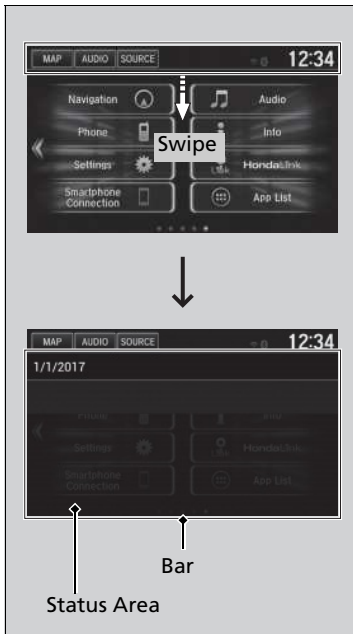 MAP AUDIO SOURCE 12:34
Navigation Audio
Phone Info
Swipe
Settings HondaLink
Smartphone
Connection App List
MAP AUDIO SOURCE 12:34
1/1/2017
Phone Info
Settings HondaLink
Smartphone
Connection App List
Bar
Status Area